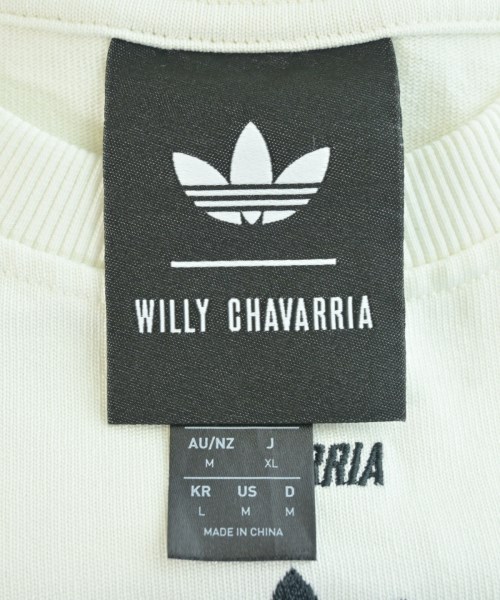 WILLY CHAVARRIA
AU/NZ J
M XL
KR US D
L M M
MADE IN CHINA
RRIA